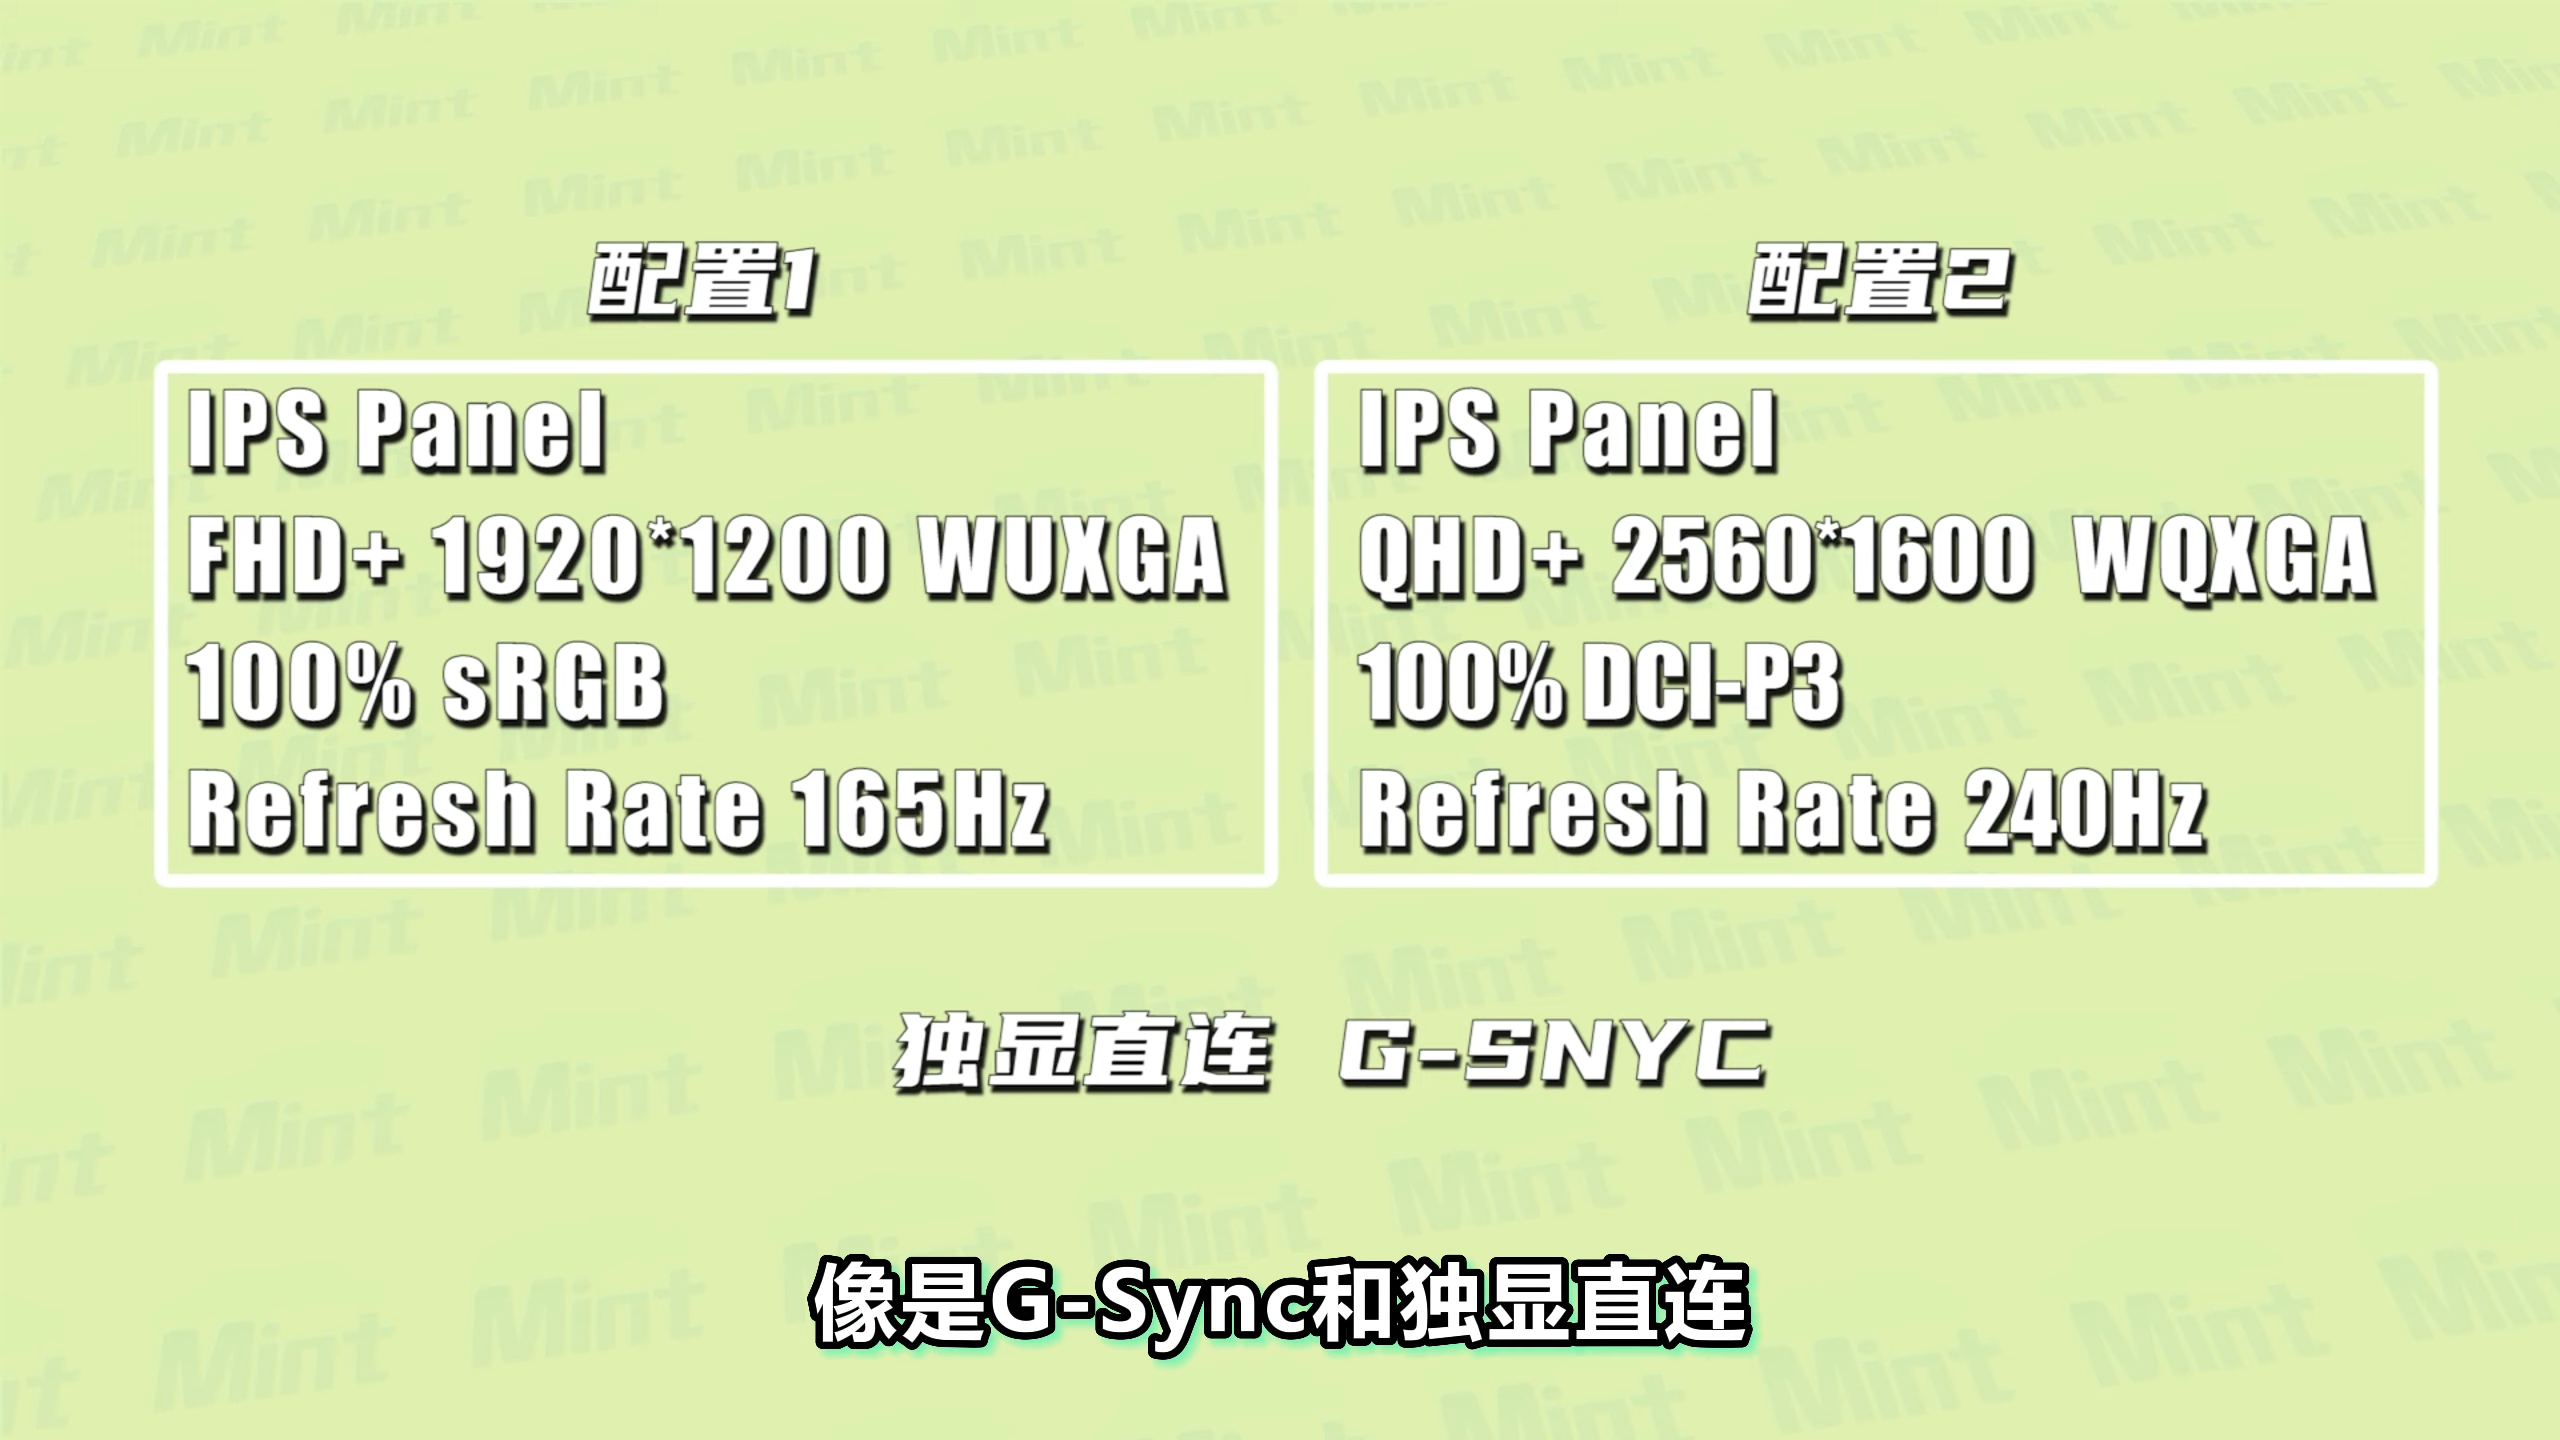 配置1
IPS Panel
FHD+ 1920*1200 WUXGA
100% sRGB
Refresh Rate 165Hz
配置2
IPS Panel
QHD+ 2560*1600 WQXGA
100% DCI-P3
Refresh Rate 240Hz
独显直连 G-SNYC
像是G-Sync和独显直连
Mint